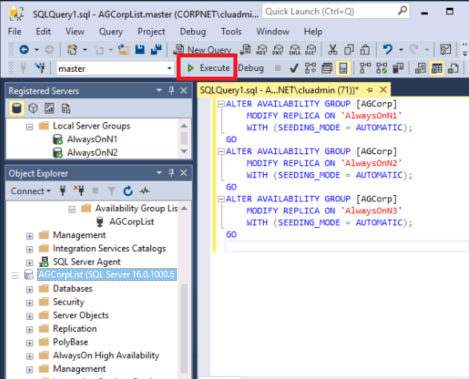 SQLQuery1.sql - AGCorpList.master (CORPNET\cluadmin...
Quick Launch (Ctrl+Q)
File Edit View Query Project Debug Tools Window Help
New Query
master
Execute Debug
Registered Servers
SQLQuery1.sql - A...NET\cluadmin (71))*
Local Server Groups
AlwaysOnN1
AlwaysOnN2
Object Explorer
Connect
Availability Group Lis
AGCorpList
Management
Integration Services Catalogs
SQL Server Agent
AGCorpList (SQL Server 16.0.1000.6
Databases
Security
Server Objects
Replication
PolyBase
AlwaysOn High Availability
Management
ALTER AVAILABILITY GROUP [AGCorp]
MODIFY REPLICA ON 'AlwaysOnN1'
WITH (SEEDING_MODE = AUTOMATIC);
GO
ALTER AVAILABILITY GROUP [AGCorp]
MODIFY REPLICA ON 'AlwaysOnN2'
WITH (SEEDING_MODE = AUTOMATIC);
GO
ALTER AVAILABILITY GROUP [AGCorp]
MODIFY REPLICA ON 'AlwaysOnN3'
WITH (SEEDING_MODE = AUTOMATIC);
GO